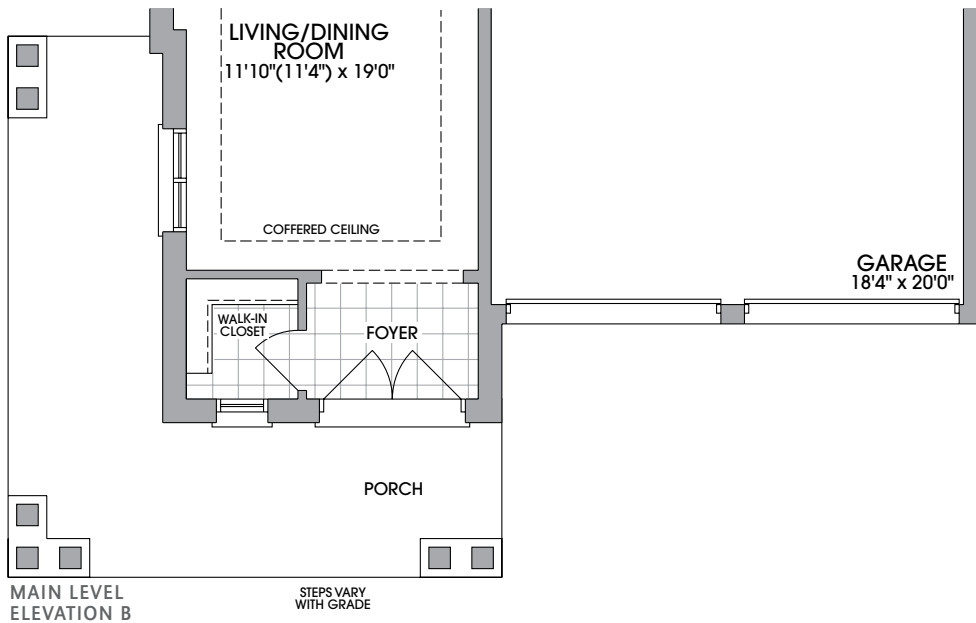 LIVING/DINING
ROOM
11'10"(11'4") x 19'0"
COFFERED CEILING
GARAGE
18'4" x 20'0"
WALK-IN
CLOSET
FOYER
PORCH
MAIN LEVEL
ELEVATION B
STEPS VARY
WITH GRADE